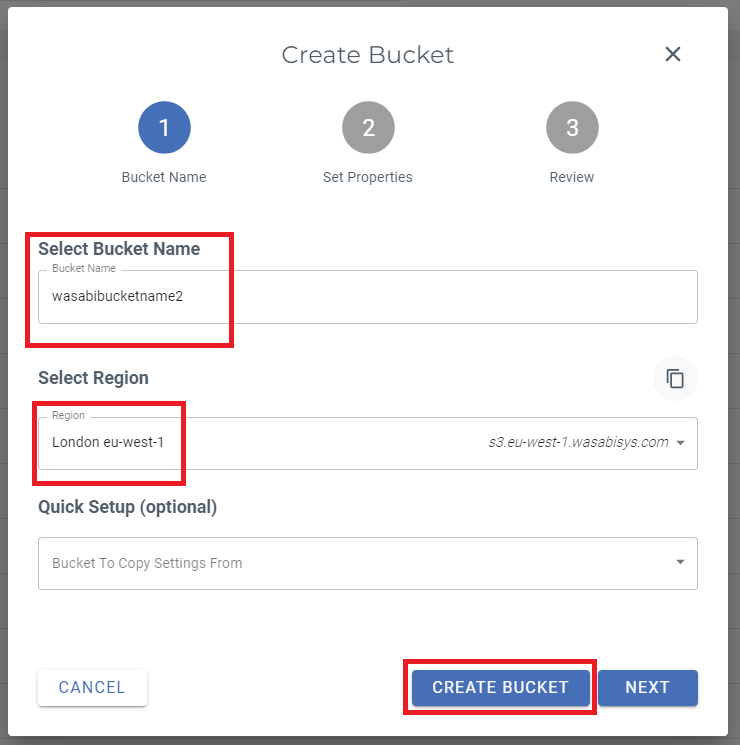 Create Bucket
1
2
3
Bucket Name
Set Properties
Review
Select Bucket Name
Bucket Name
wasabibucketname2
Select Region
Region
London eu-west-1
s3.eu-west-1.wasabisys.com
Quick Setup (optional)
Bucket To Copy Settings From
CANCEL
CREATE BUCKET
NEXT